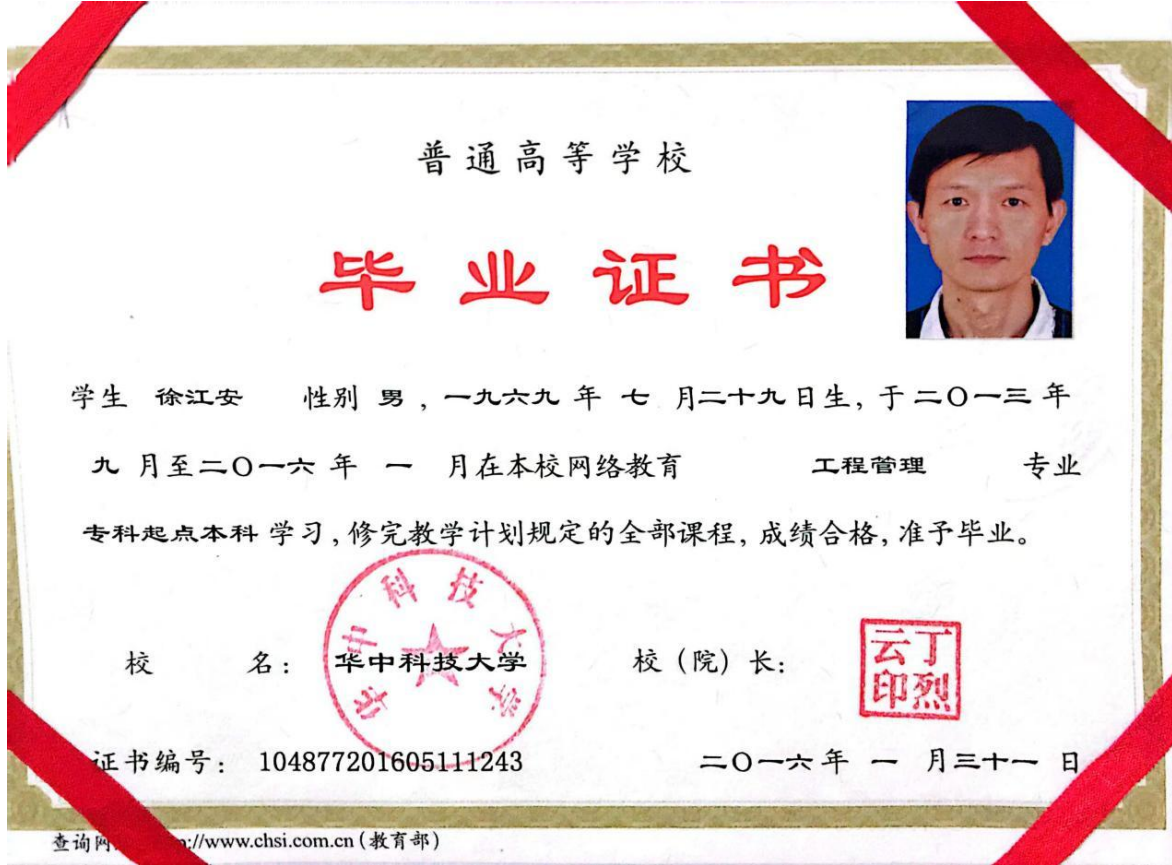 普通高等学校
毕业证书
学生 徐江安 性别 男 , 一九六九 年 七 月二十九日生, 于二〇一三 年
九 月至二〇一六 年 一 月在本校网络教育 工程管理 专业
专科起点本科 学习, 修完教学计划规定的全部课程, 成绩合格, 准予毕业。
华中科技大学
校 名: 华中科技大学 校 (院) 长: 丁烈云印
证书编号: 104877201605111243 二〇一六年 一 月三十一 日
查询网 ://www.chsi.com.cn (教育部)